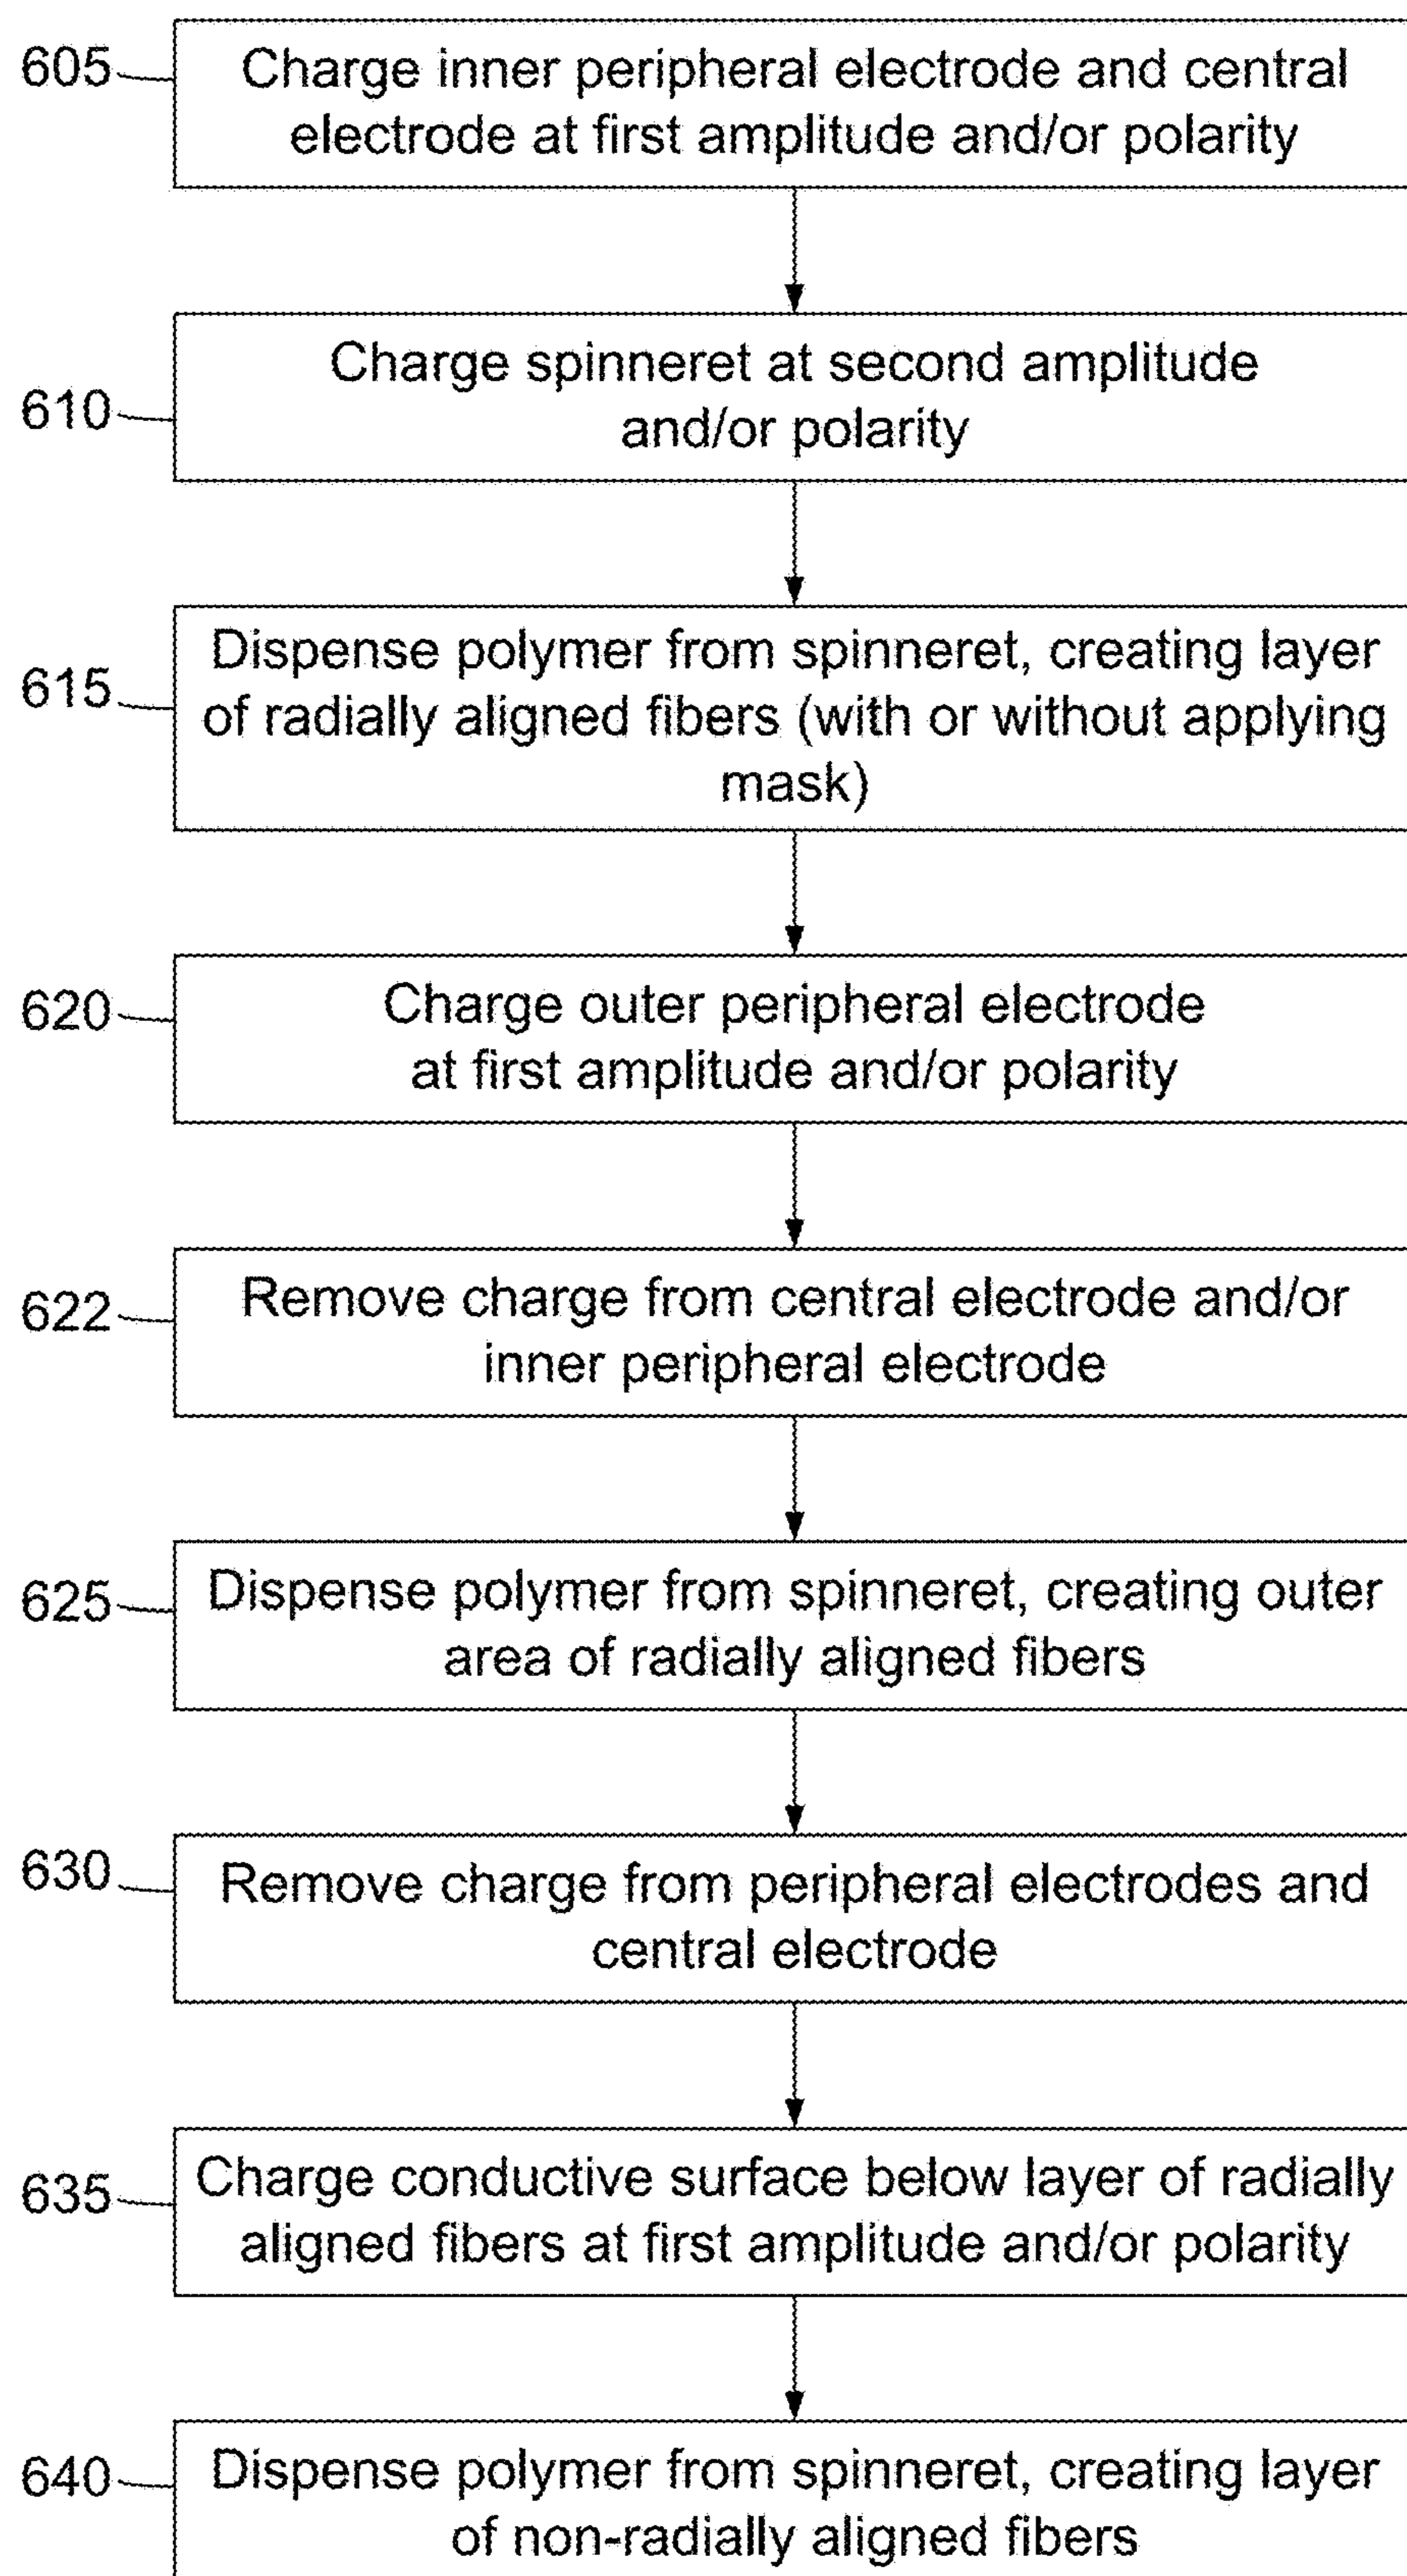 605
Charge inner peripheral electrode and central
electrode at first amplitude and/or polarity
610
Charge spinneret at second amplitude
and/or polarity
615
Dispense polymer from spinneret, creating layer
of radially aligned fibers (with or without applying
mask)
620
Charge outer peripheral electrode
at first amplitude and/or polarity
622
Remove charge from central electrode and/or
inner peripheral electrode
625
Dispense polymer from spinneret, creating outer
area of radially aligned fibers
630
Remove charge from peripheral electrodes and
central electrode
635
Charge conductive surface below layer of radially
aligned fibers at first amplitude and/or polarity
640
Dispense polymer from spinneret, creating layer
of non-radially aligned fibers